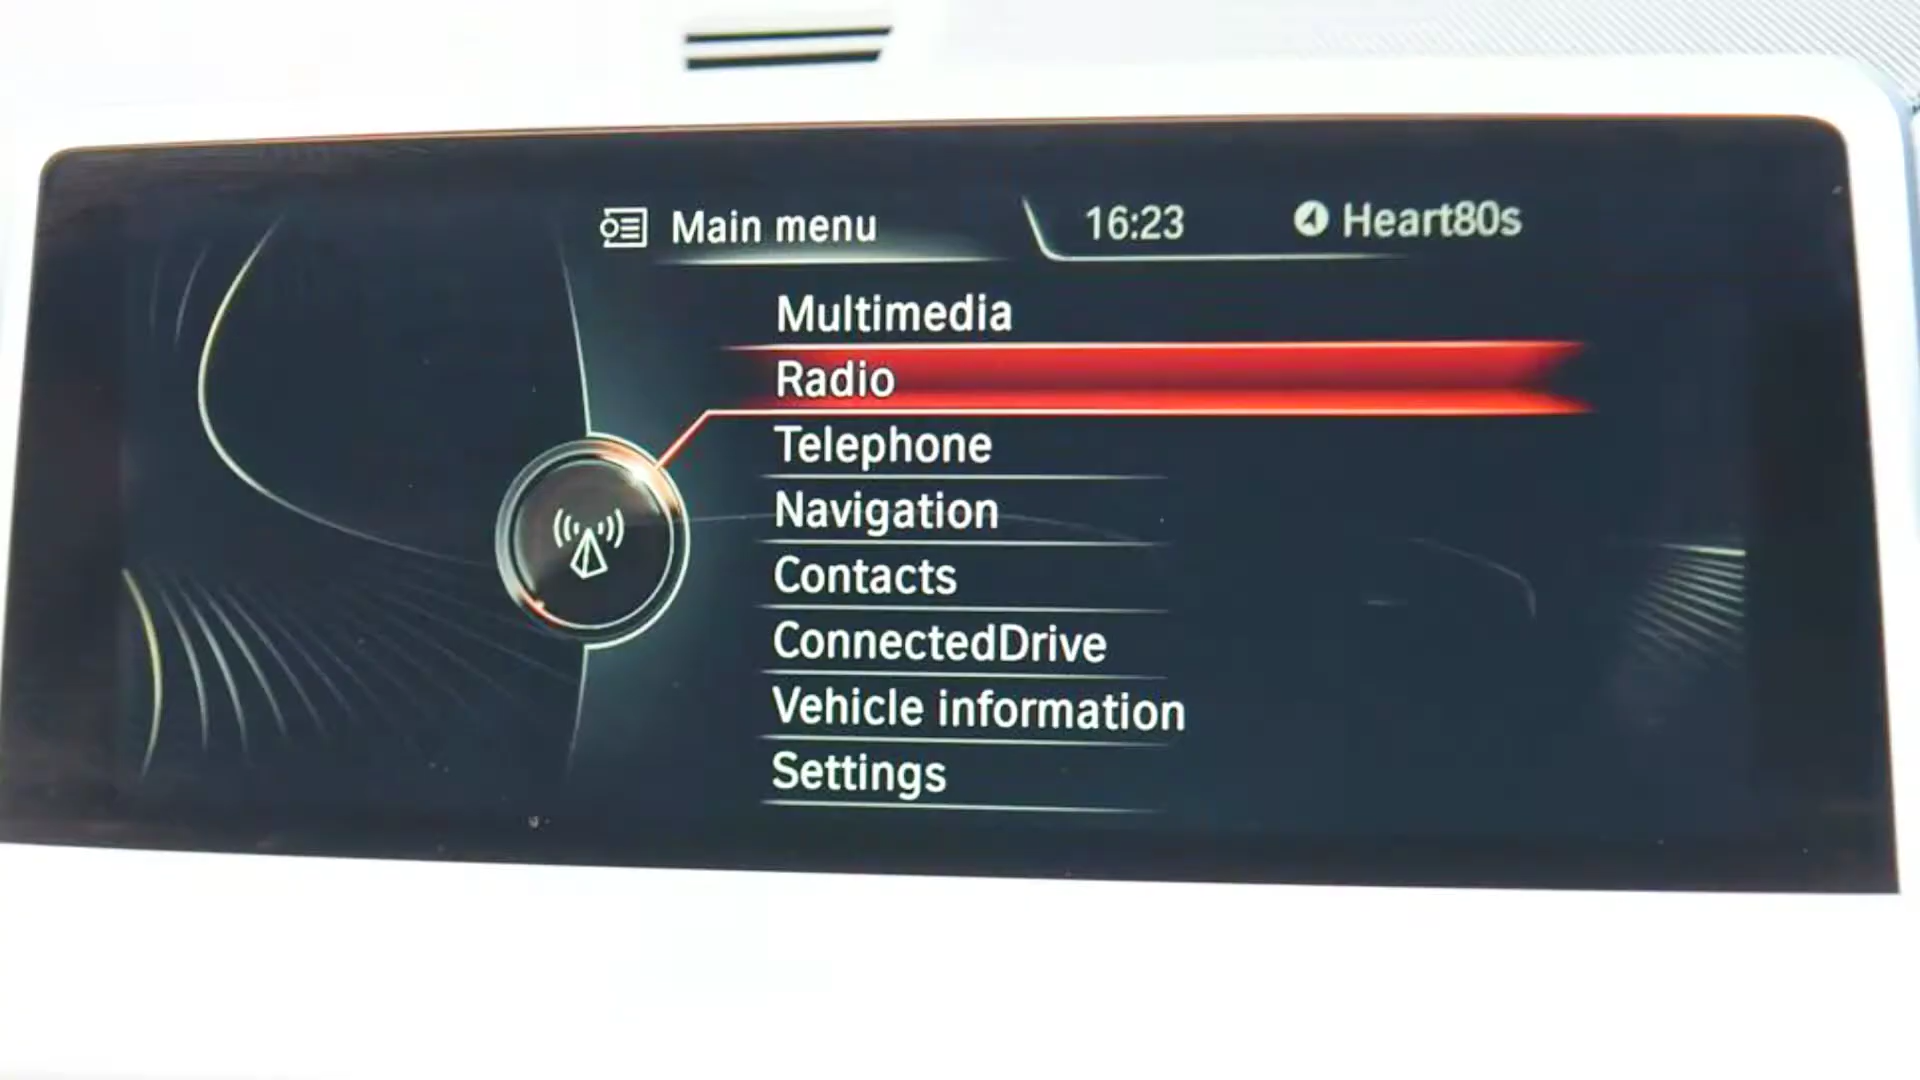 Main menu
16:23
Heart80s
Multimedia
Radio
Telephone
Navigation
Contacts
ConnectedDrive
Vehicle information
Settings